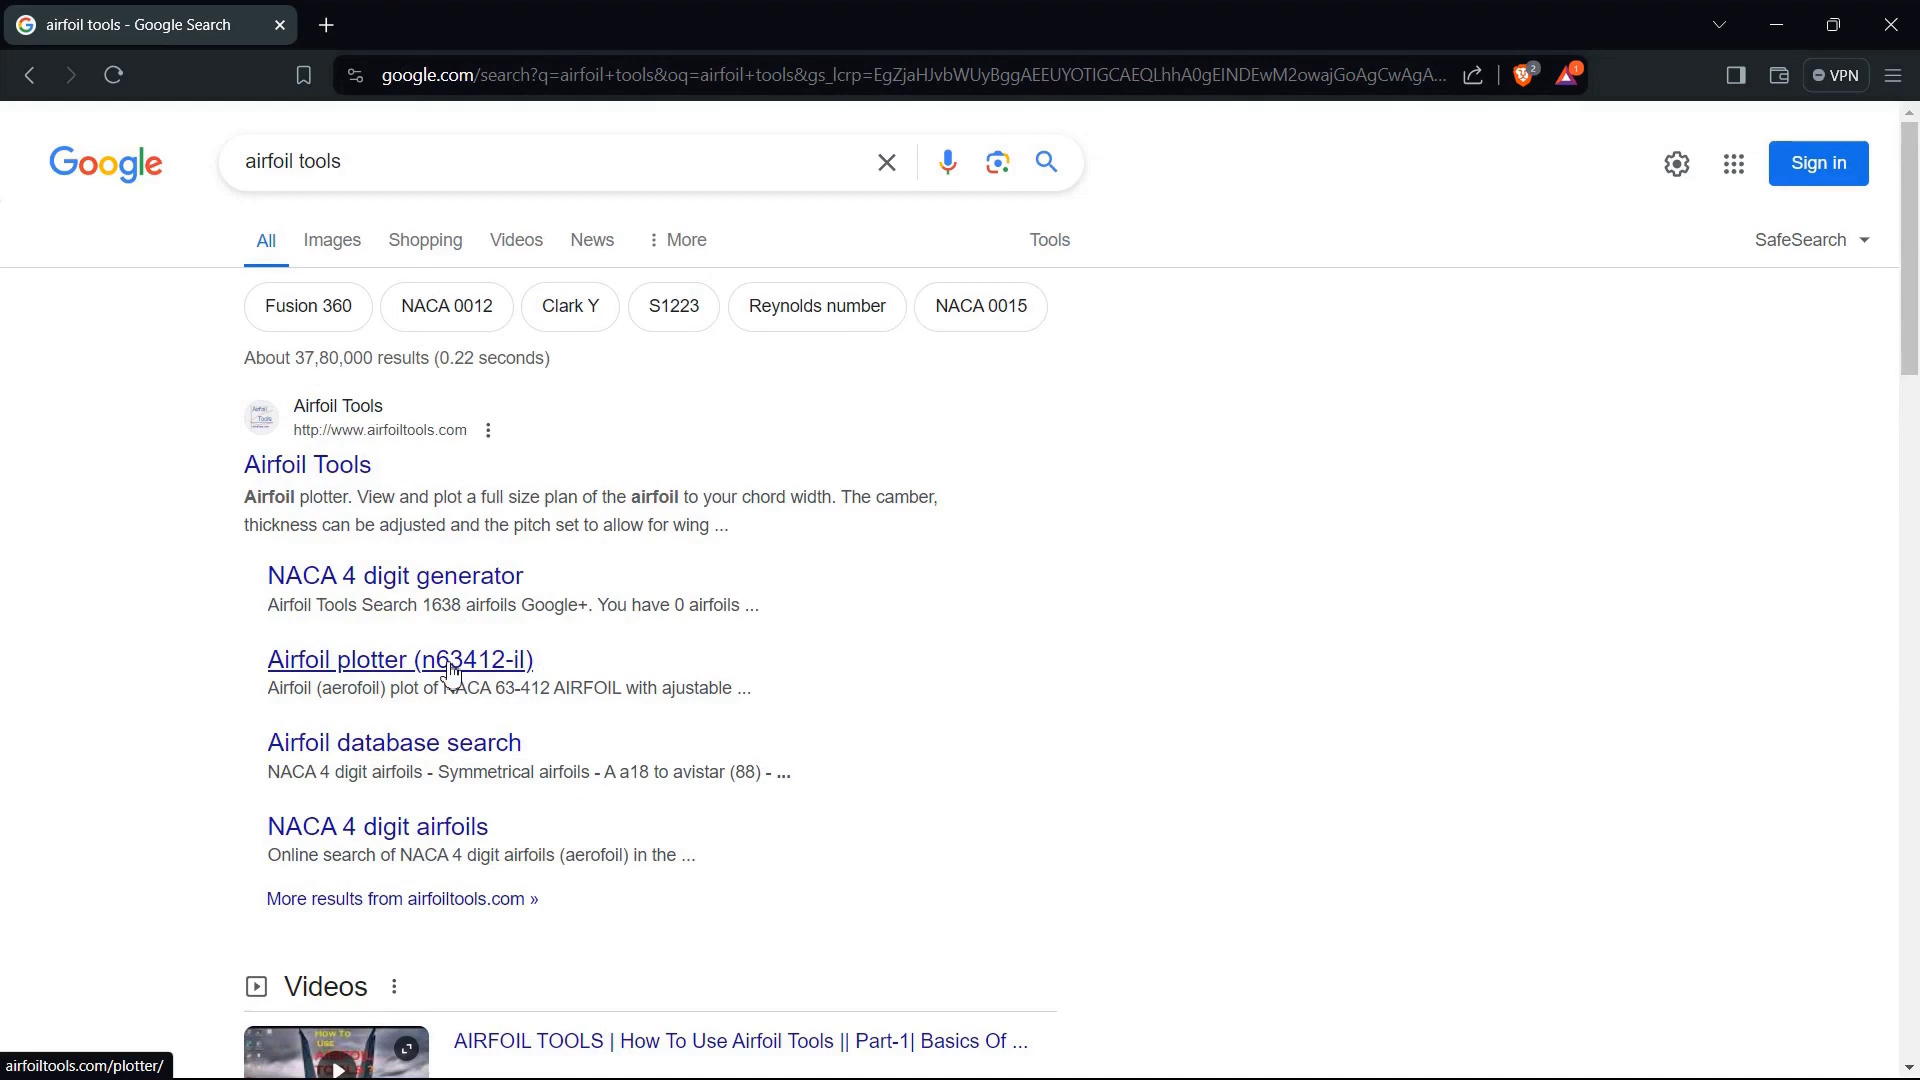 airfoil tools - Google Search
google.com/search?q=airfoil+tools&oq=airfoil+tools&gs_lcrp=EgZjaHJvbWUyBggAEEUYOTIGCAEQLhhA0gEINDEwM2owajGoAgCwAgA...
2
1
VPN
Google
airfoil tools
Sign in
All Images Shopping Videos News More Tools SafeSearch
Fusion 360 NACA 0012 Clark Y S1223 Reynolds number NACA 0015
About 37,80,000 results (0.22 seconds)
Airfoil Tools
http://www.airfoiltools.com
Airfoil Tools
Airfoil plotter. View and plot a full size plan of the airfoil to your chord width. The camber,
thickness can be adjusted and the pitch set to allow for wing ...
NACA 4 digit generator
Airfoil Tools Search 1638 airfoils Google+. You have 0 airfoils ...
Airfoil plotter (n63412-il)
Airfoil (aerofoil) plot of NACA 63-412 AIRFOIL with ajustable ...
Airfoil database search
NACA 4 digit airfoils - Symmetrical airfoils - A a18 to avistar (88) - ...
NACA 4 digit airfoils
Online search of NACA 4 digit airfoils (aerofoil) in the ...
More results from airfoiltools.com »
Videos
HOW TO
USE
AIRFOIL TOOLS | How To Use Airfoil Tools || Part-1| Basics Of ...
airfoiltools.com/plotter/